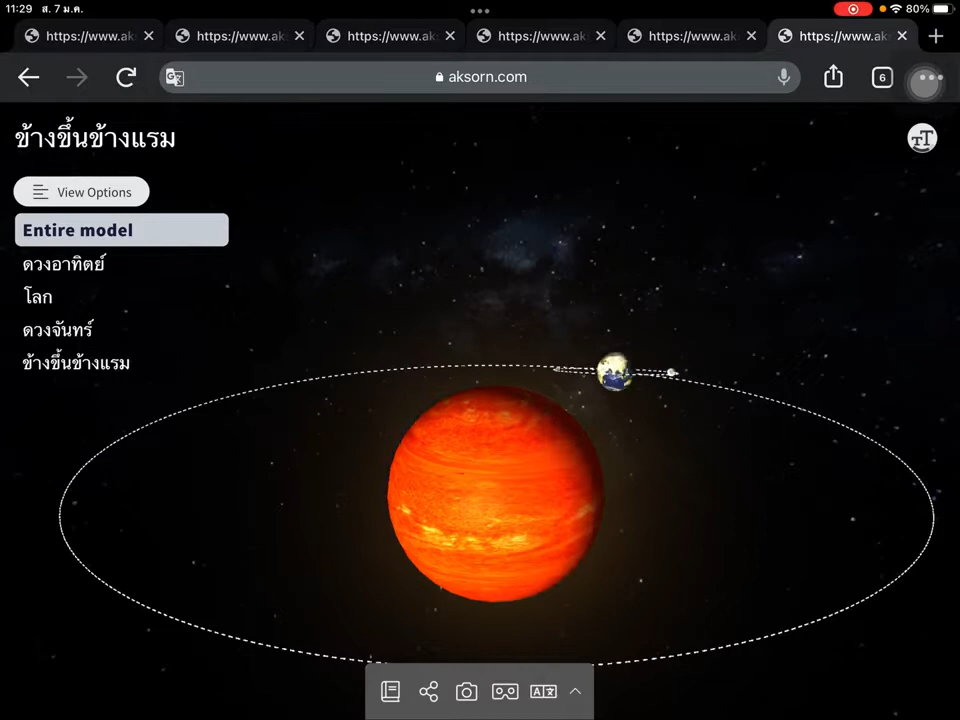 11:29 ส. 7 ม.ค.
80%
https://www.ak
https://www.ak
https://www.ak
https://www.ak
https://www.ak
https://www.ak
aksorn.com
6
ข้างขึ้นข้างแรม
TT
View Options
Entire model
ดวงอาทิตย์
โลก
ดวงจันทร์
ข้างขึ้นข้างแรม